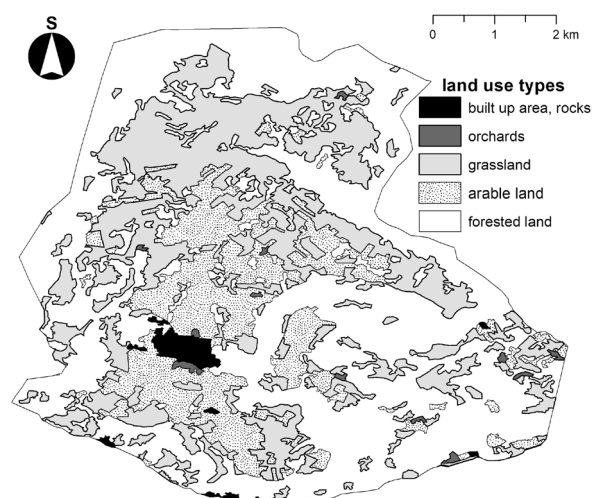 S
0 1 2 km
land use types
built up area, rocks
orchards
grassland
arable land
forested land